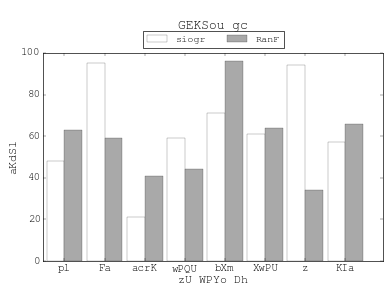 GEKSou gc
siogr RanF
100
80
60
40
20
0
aKdSl
pl Fa acrK wPQU bXm XwPU z KIa
zU WPYo Dh